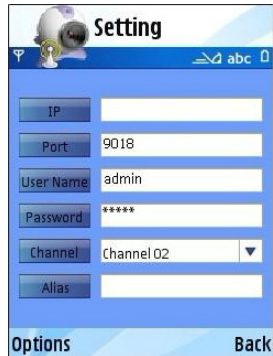 Setting
abc
IP
Port 9018
User Name admin
Password *****
Channel Channel 02
Alias
Options Back